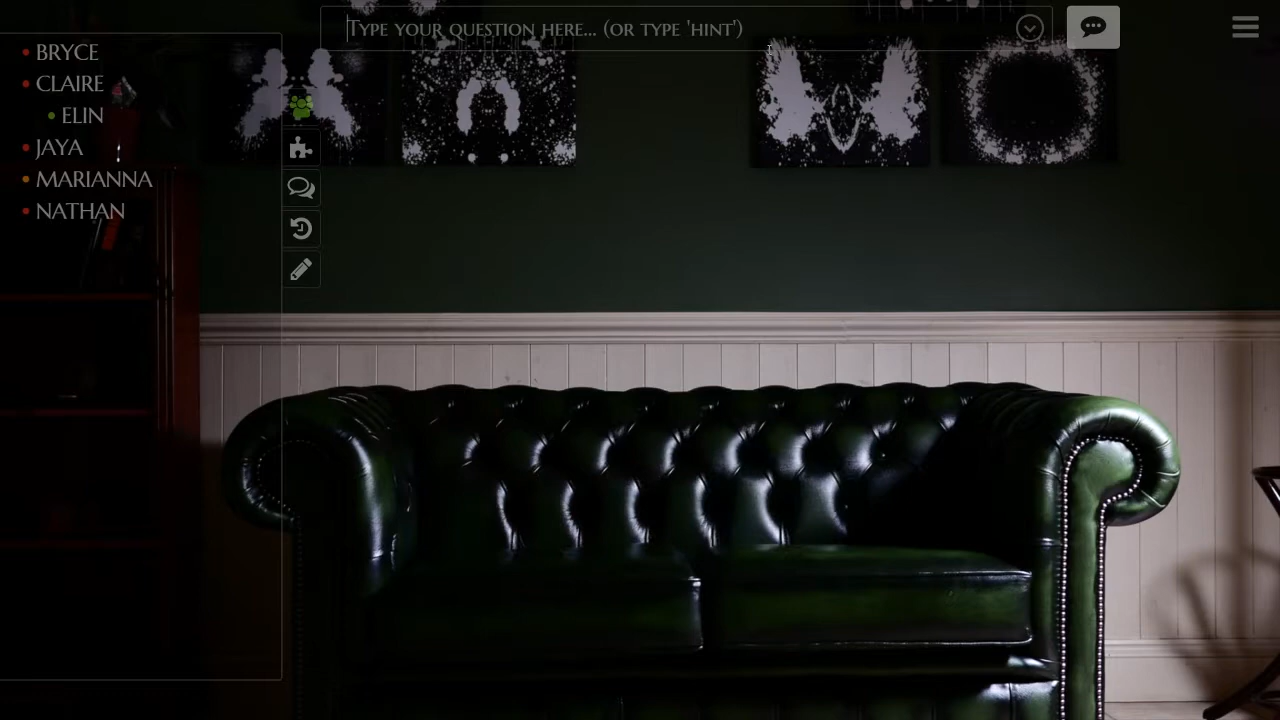 Type your question here... (or type 'hint')
BRYCE
CLAIRE
ELIN
JAYA
MARIANNA
NATHAN